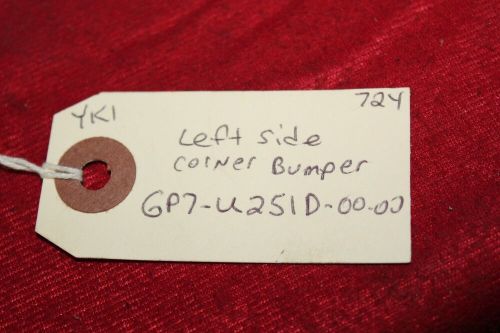 YK1
724
Left side
corner Bumper
GP7-U251D-00-00